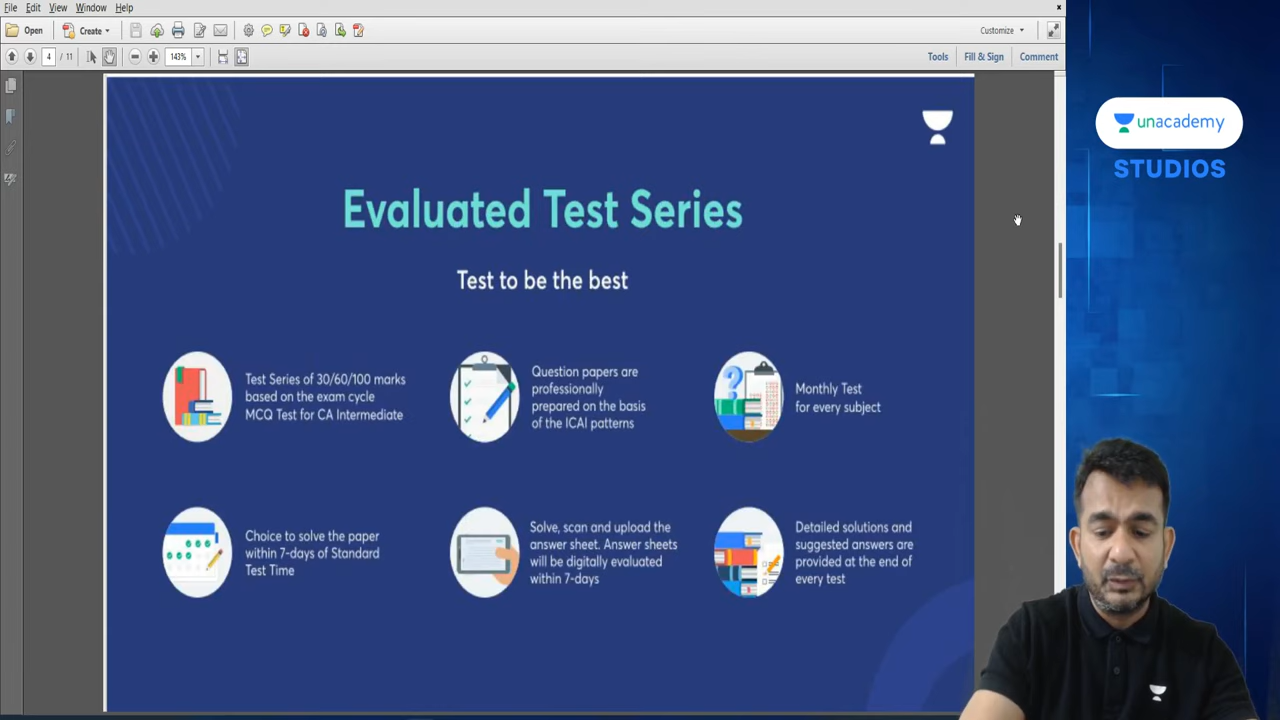 File Edit View Window Help
Open Create Customize
4 / 11 143% Tools Fill & Sign Comment
unacademy
STUDIOS
Evaluated Test Series
Test to be the best
Test Series of 30/60/100 marks
based on the exam cycle
MCQ Test for CA Intermediate
Question papers are
professionally
prepared on the basis
of the ICAI patterns
Monthly Test
for every subject
Choice to solve the paper
within 7-days of Standard
Test Time
Solve, scan and upload the
answer sheet. Answer sheets
will be digitally evaluated
within 7-days
Detailed solutions and
suggested answers are
provided at the end of
every test